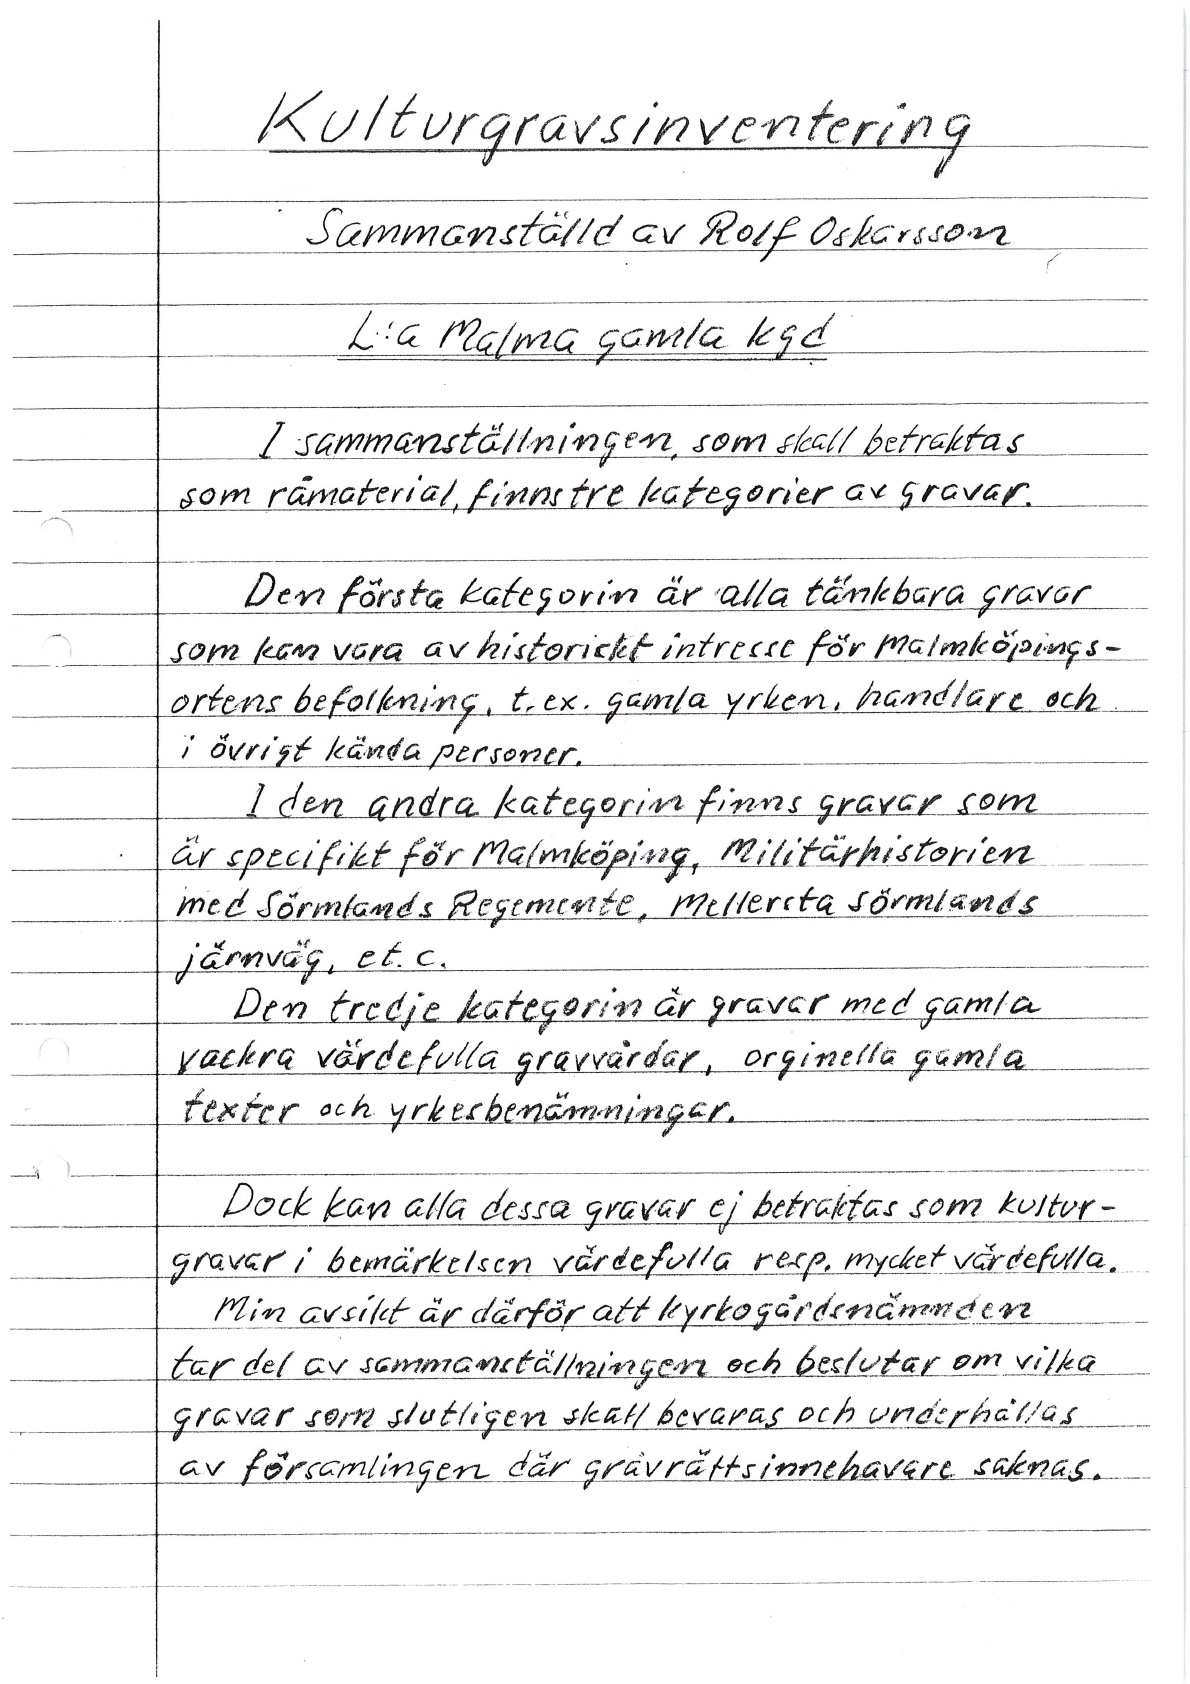 Kulturgravsinventering
Sammanställd av Rolf Oskarsson
L:a Malma gamla kgd
I sammanställningen, som skall betraktas
som råmaterial, finns tre kategorier av gravar.
Den första kategorin är alla tänkbara gravar
som kan vara av historiskt intresse för Malmköpings-
ortens befolkning, t.ex. gamla yrken, handlare och
i övrigt kända personer.
I den andra kategorin finns gravar som
är specifikt för Malmköping, Militärhistorien
med Sörmlands Regemente, Mellersta Sörmlands
järnväg, et.c.
Den tredje kategorin är gravar med gamla
vackra värdefulla gravvårdar, orginella gamla
texter och yrkesbenämningar.
Dock kan alla dessa gravar ej betraktas som kultur-
gravar i bemärkelsen värdefulla resp. mycket värdefulla.
Min avsikt är därför att kyrkogårdsnämnden
tar del av sammanställningen och beslutar om vilka
gravar som slutligen skall bevaras och underhållas
av församlingen där gravrättsinnehavare saknas.